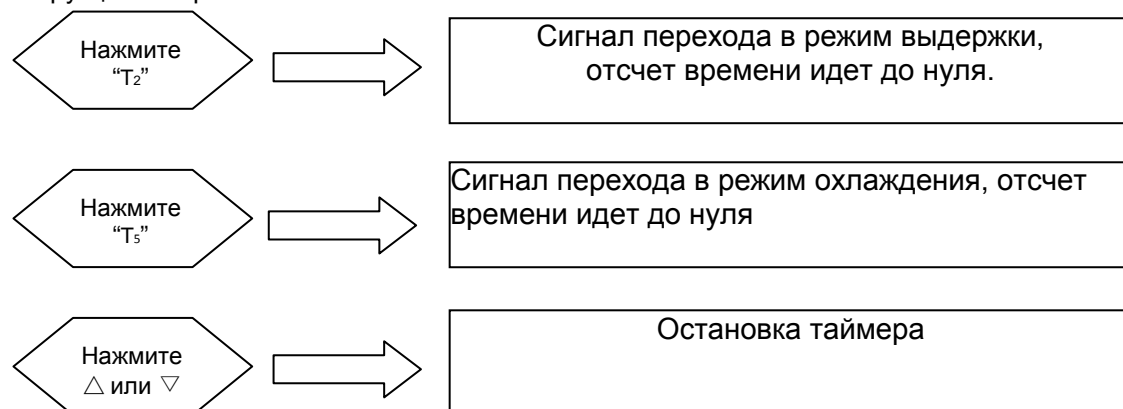 Нажмите
“T₂”
Сигнал перехода в режим выдержки,
отсчет времени идет до нуля.
Нажмите
“T₅”
Сигнал перехода в режим охлаждения, отсчет
времени идет до нуля
Нажмите
△ или ▽
Остановка таймера